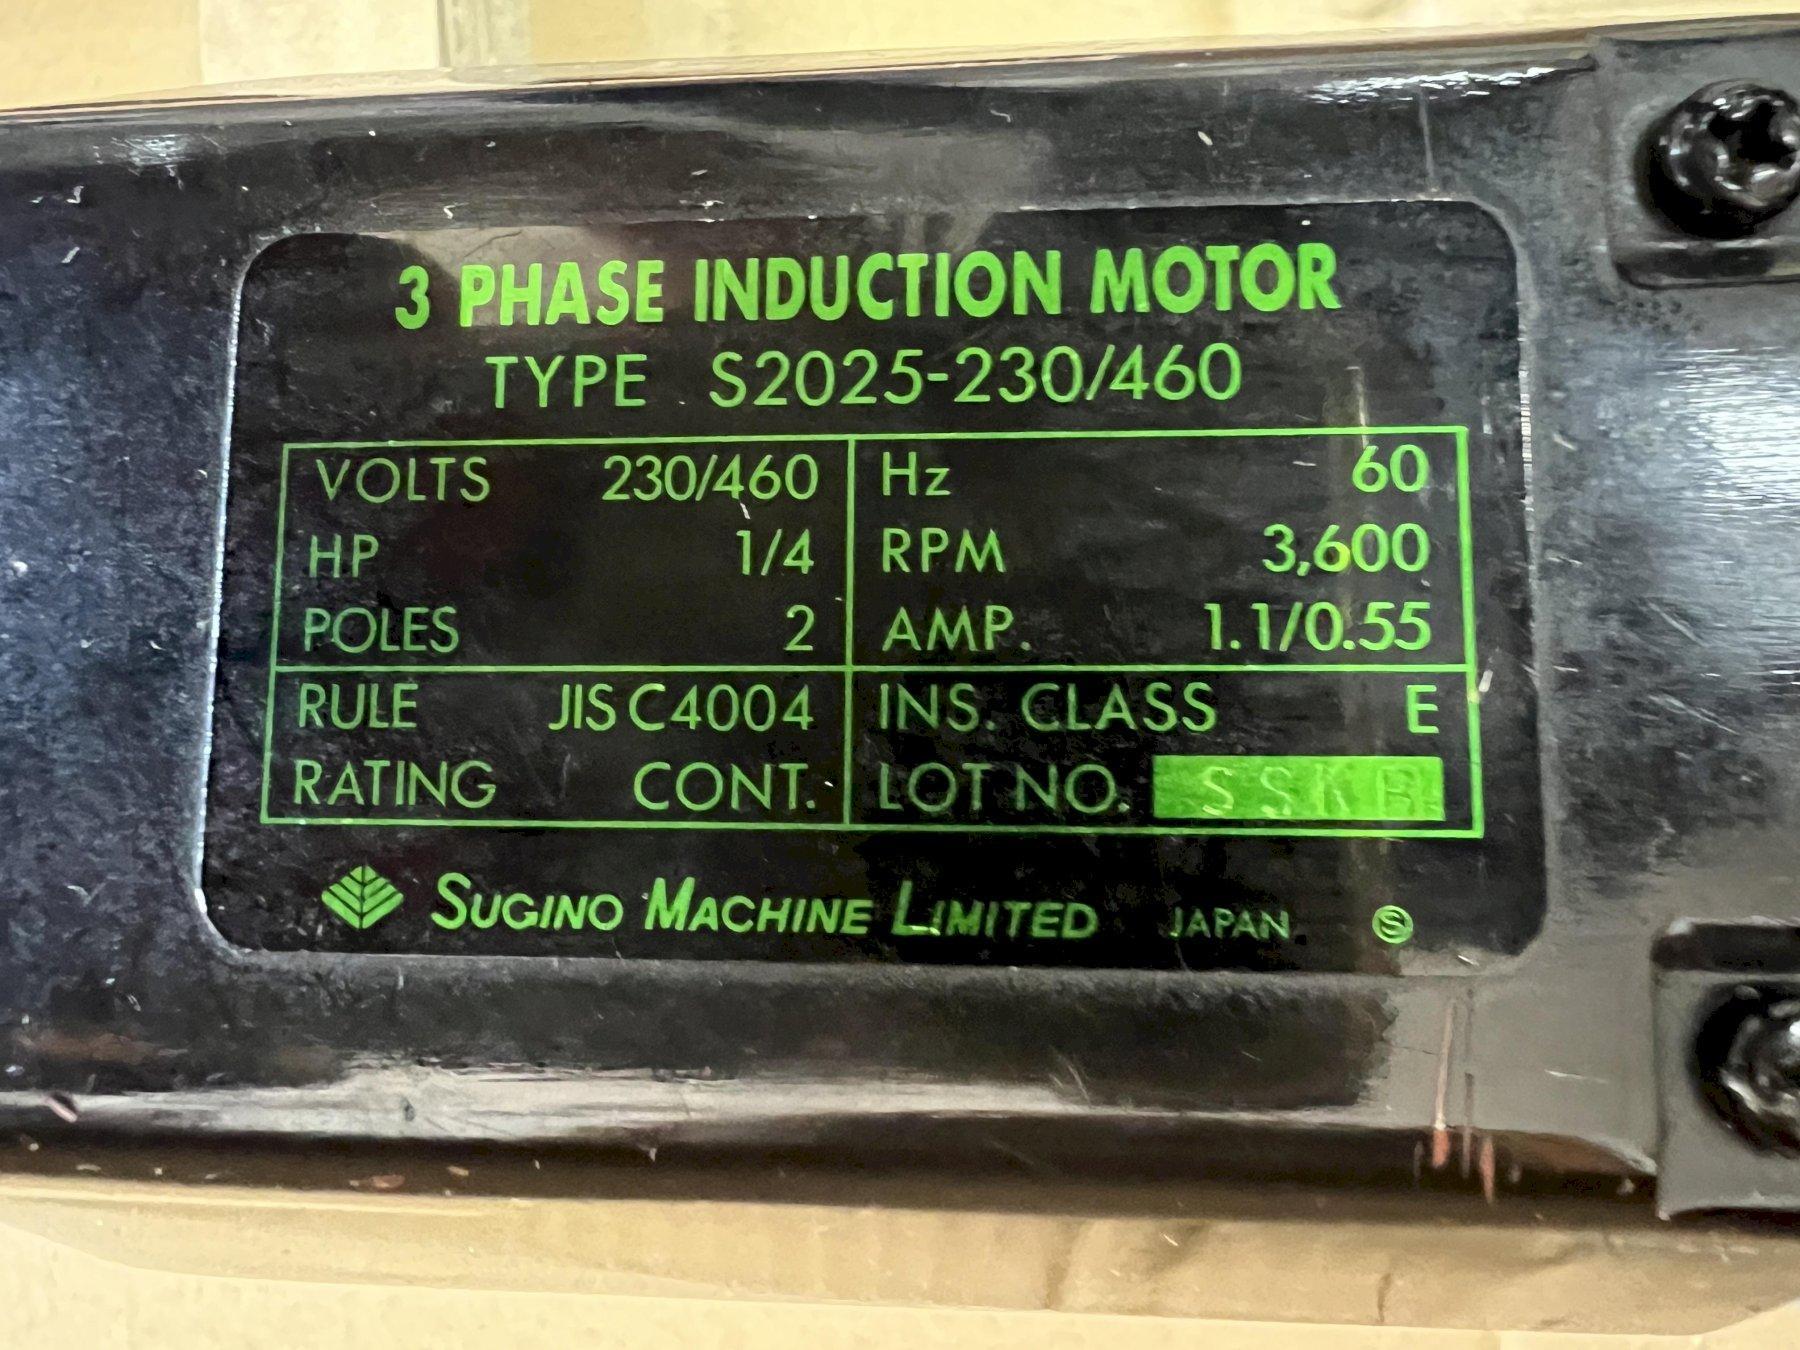 3 PHASE INDUCTION MOTOR
TYPE S2025-230/460
VOLTS 230/460 Hz 60
HP 1/4 RPM 3,600
POLES 2 AMP. 1.1/0.55
RULE JIS C4004 INS. CLASS E
RATING CONT. LOT NO.
SUGINO MACHINE LIMITED JAPAN Ⓢ